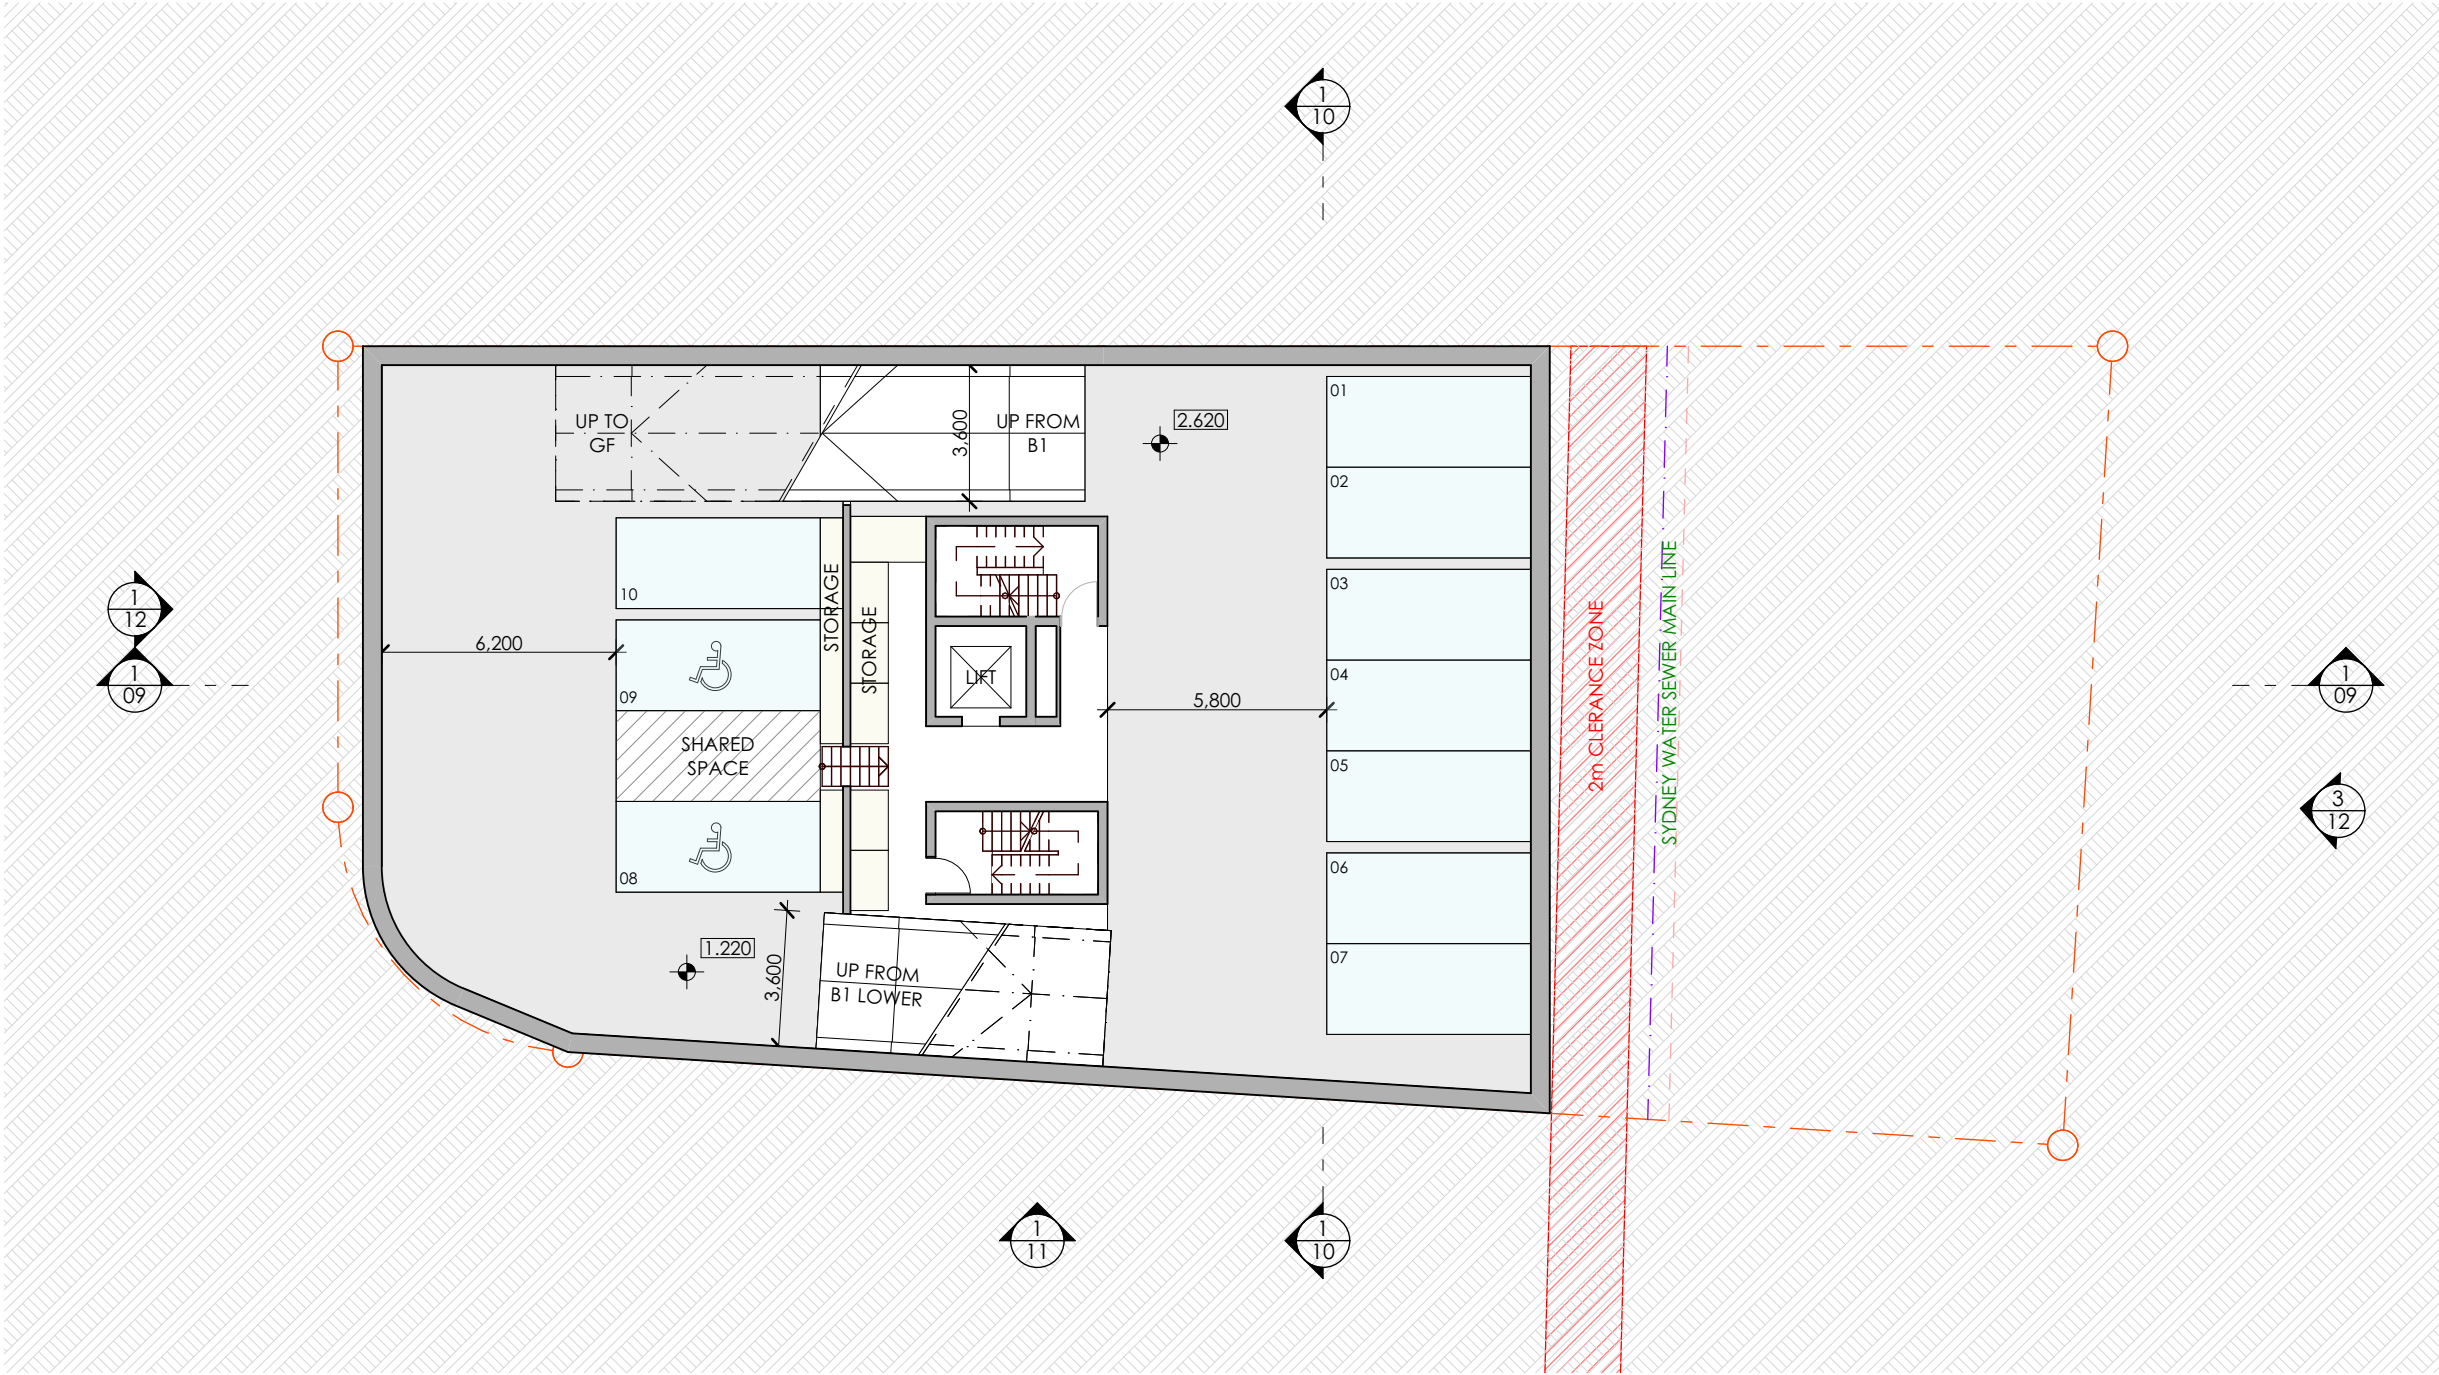 1
10
UP TO
GF
3,600
UP FROM
B1
2.620
01
02
03
04
05
06
07
10
09
SHARED
SPACE
08
STORAGE
STORAGE
LIFT
6,200
5,800
1.220
3,600
UP FROM
B1 LOWER
2m CLERANCE ZONE
SYDNEY WATER SEWER MAIN LINE
1
12
1
09
1
09
3
12
1
11
1
10